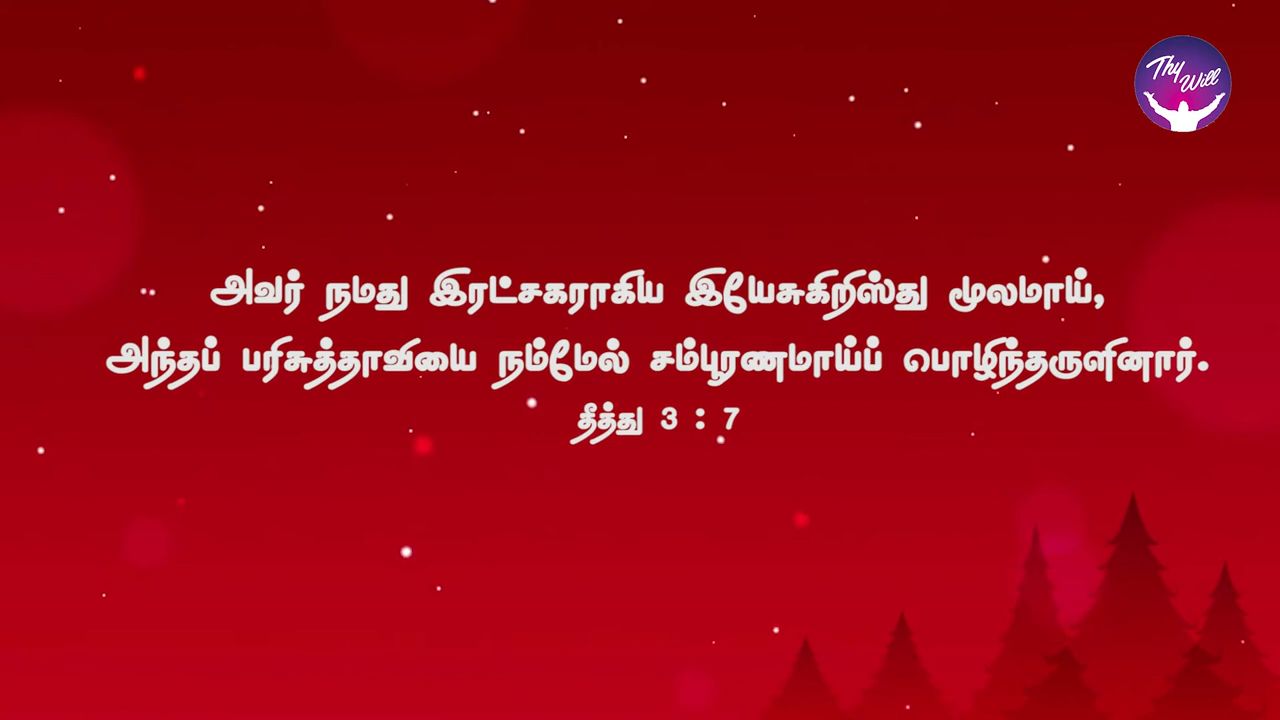 Thy Will
அவர் நமது இரட்சகராகிய இயேசுகிறிஸ்து மூலமாய்,
அந்தப் பரிசுத்தாவியை நம்மேல் சம்பூரணமாய்ப் பொழிந்தருளினார்.
தீத்து 3 : 7